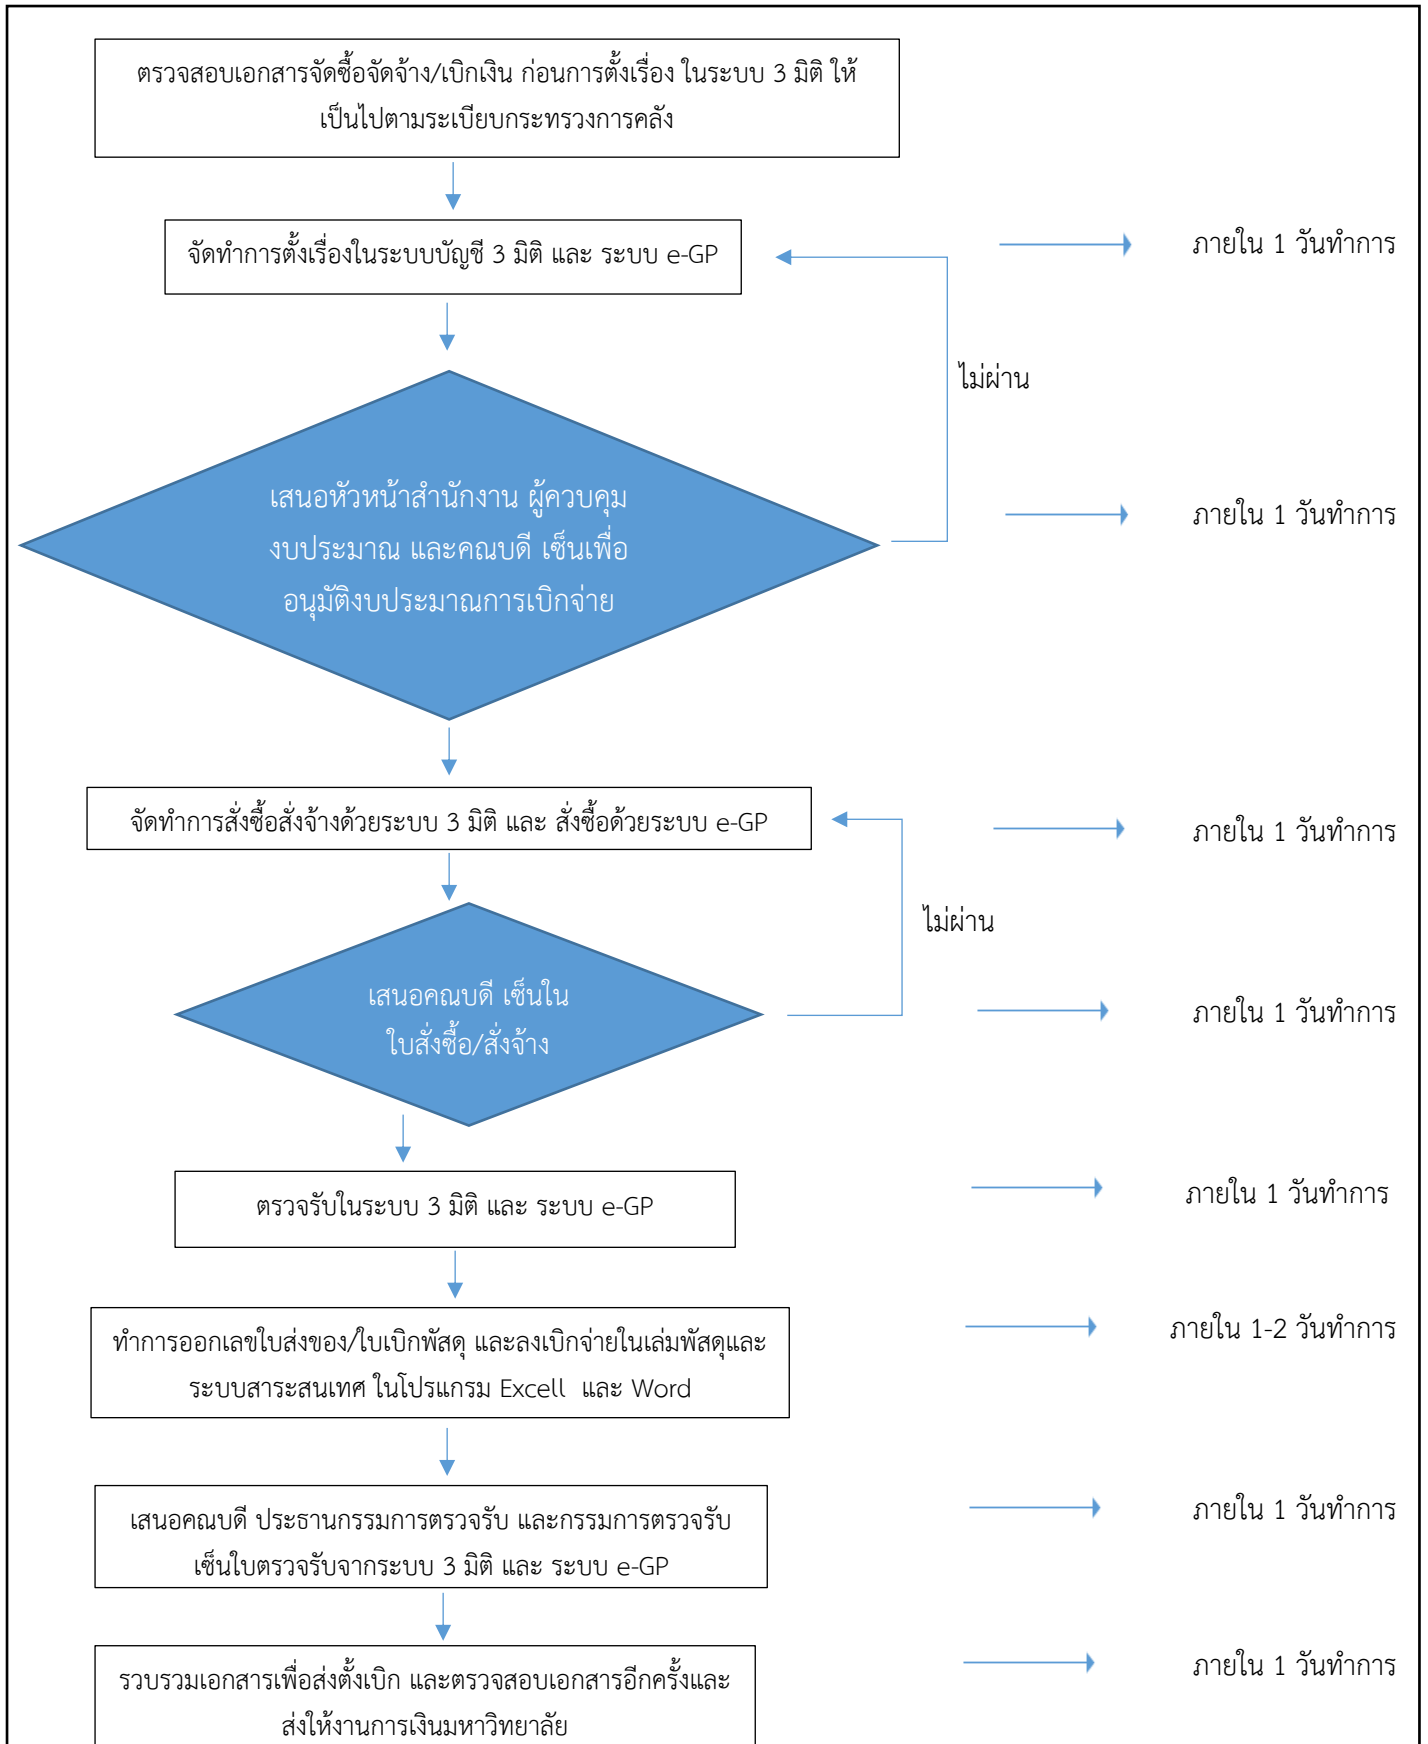 ตรวจสอบเอกสารจัดซื้อจัดจ้าง/เบิกเงิน ก่อนการตั้งเรื่อง ในระบบ 3 มิติ ให้
เป็นไปตามระเบียบกระทรวงการคลัง
จัดทำการตั้งเรื่องในระบบบัญชี 3 มิติ และ ระบบ e-GP
ภายใน 1 วันทำการ
ไม่ผ่าน
เสนอหัวหน้าสำนักงาน ผู้ควบคุม
งบประมาณ และคณบดี เซ็นเพื่อ
อนุมัติงบประมาณการเบิกจ่าย
ภายใน 1 วันทำการ
จัดทำการสั่งซื้อสั่งจ้างด้วยระบบ 3 มิติ และ สั่งซื้อด้วยระบบ e-GP
ภายใน 1 วันทำการ
ไม่ผ่าน
เสนอคณบดี เซ็นใน
ใบสั่งซื้อ/สั่งจ้าง
ภายใน 1 วันทำการ
ตรวจรับในระบบ 3 มิติ และ ระบบ e-GP
ภายใน 1 วันทำการ
ทำการออกเลขใบส่งของ/ใบเบิกพัสดุ และลงเบิกจ่ายในเล่มพัสดุและ
ระบบสาระสนเทศ ในโปรแกรม Excell และ Word
ภายใน 1-2 วันทำการ
เสนอคณบดี ประธานกรรมการตรวจรับ และกรรมการตรวจรับ
เซ็นใบตรวจรับจากระบบ 3 มิติ และ ระบบ e-GP
ภายใน 1 วันทำการ
รวบรวมเอกสารเพื่อส่งตั้งเบิก และตรวจสอบเอกสารอีกครั้งและ
ส่งให้งานการเงินมหาวิทยาลัย
ภายใน 1 วันทำการ